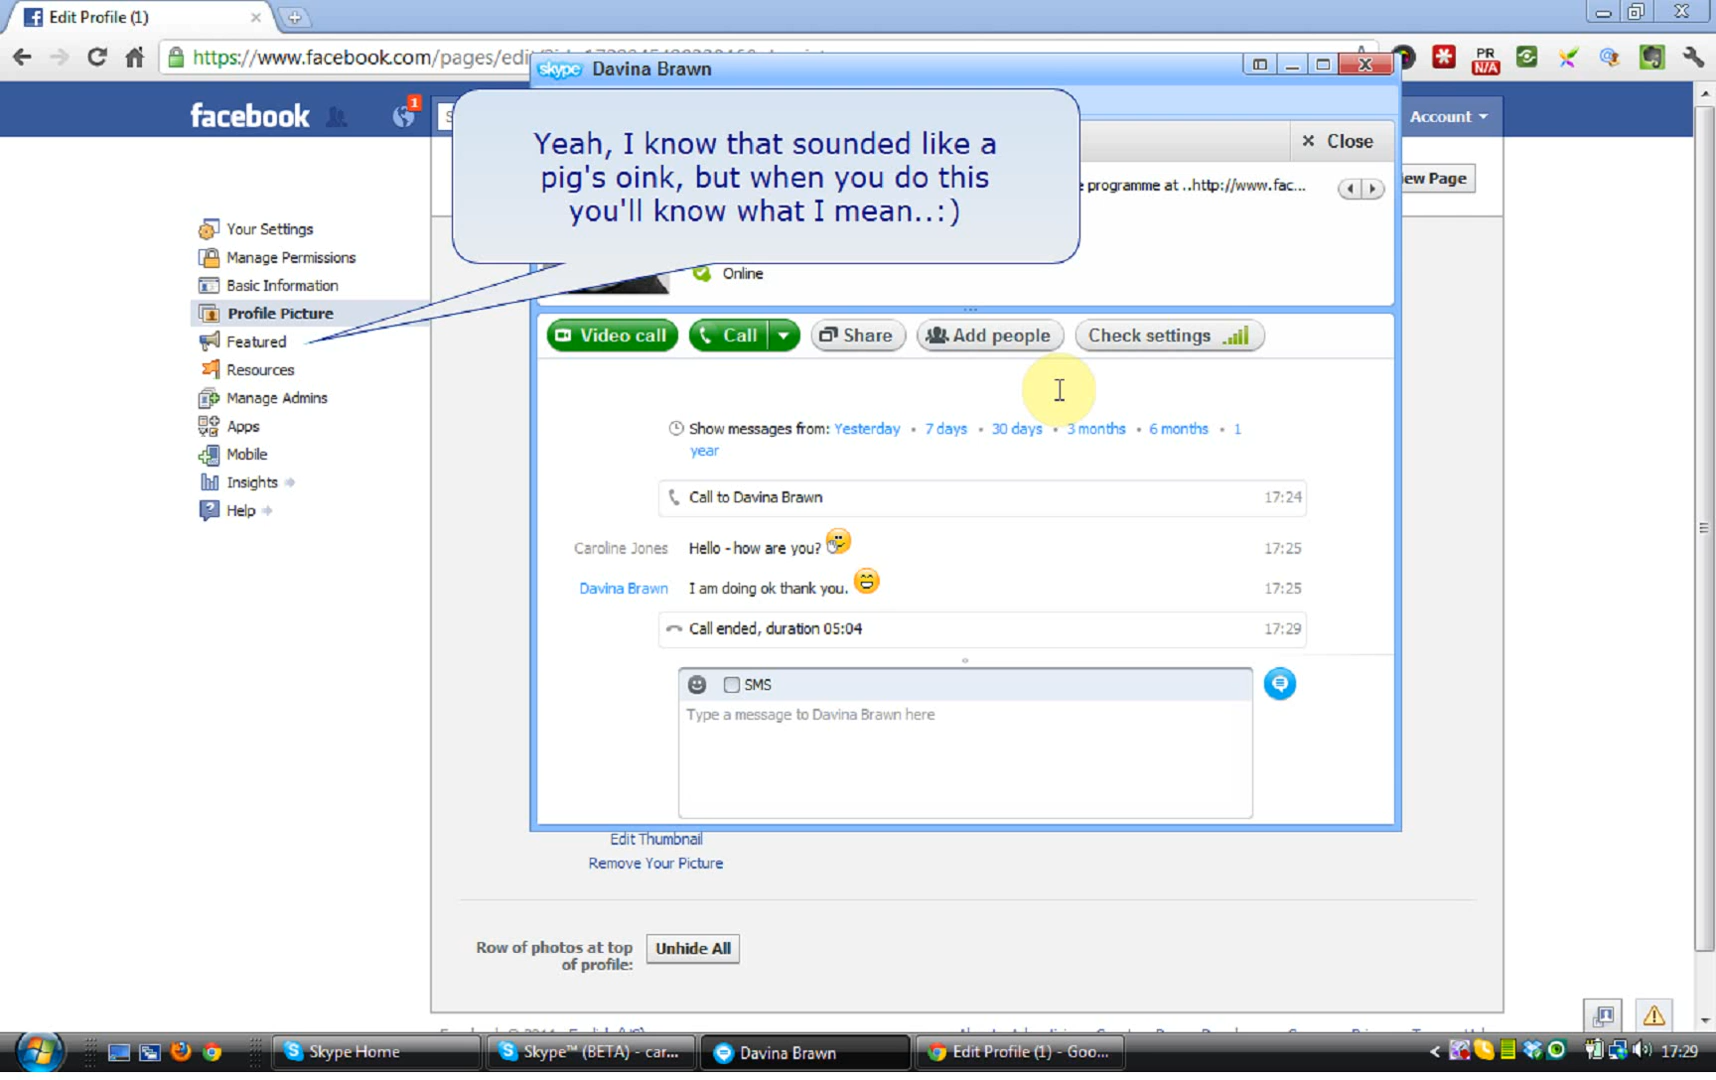 Edit Profile (1)
https://www.facebook.com/pages/edi
PR
N/A
skype Davina Brawn
facebook
1
Account
Yeah, I know that sounded like a
pig's oink, but when you do this
you'll know what I mean..:)
× Close
programme at ..http://www.fac...
ew Page
Your Settings
Manage Permissions
Basic Information
Profile Picture
Featured
Resources
Manage Admins
Apps
Mobile
Insights
Help
Online
Video call
Call
Share
Add people
Check settings
Show messages from: Yesterday • 7 days • 30 days • 3 months • 6 months • 1
year
Call to Davina Brawn 17:24
Caroline Jones Hello - how are you? 17:25
Davina Brawn I am doing ok thank you. 17:25
Call ended, duration 05:04 17:29
SMS
Type a message to Davina Brawn here
Edit Thumbnail
Remove Your Picture
Row of photos at top
of profile:
Unhide All
Skype Home
Skype™ (BETA) - car...
Davina Brawn
Edit Profile (1) - Goo...
17:29